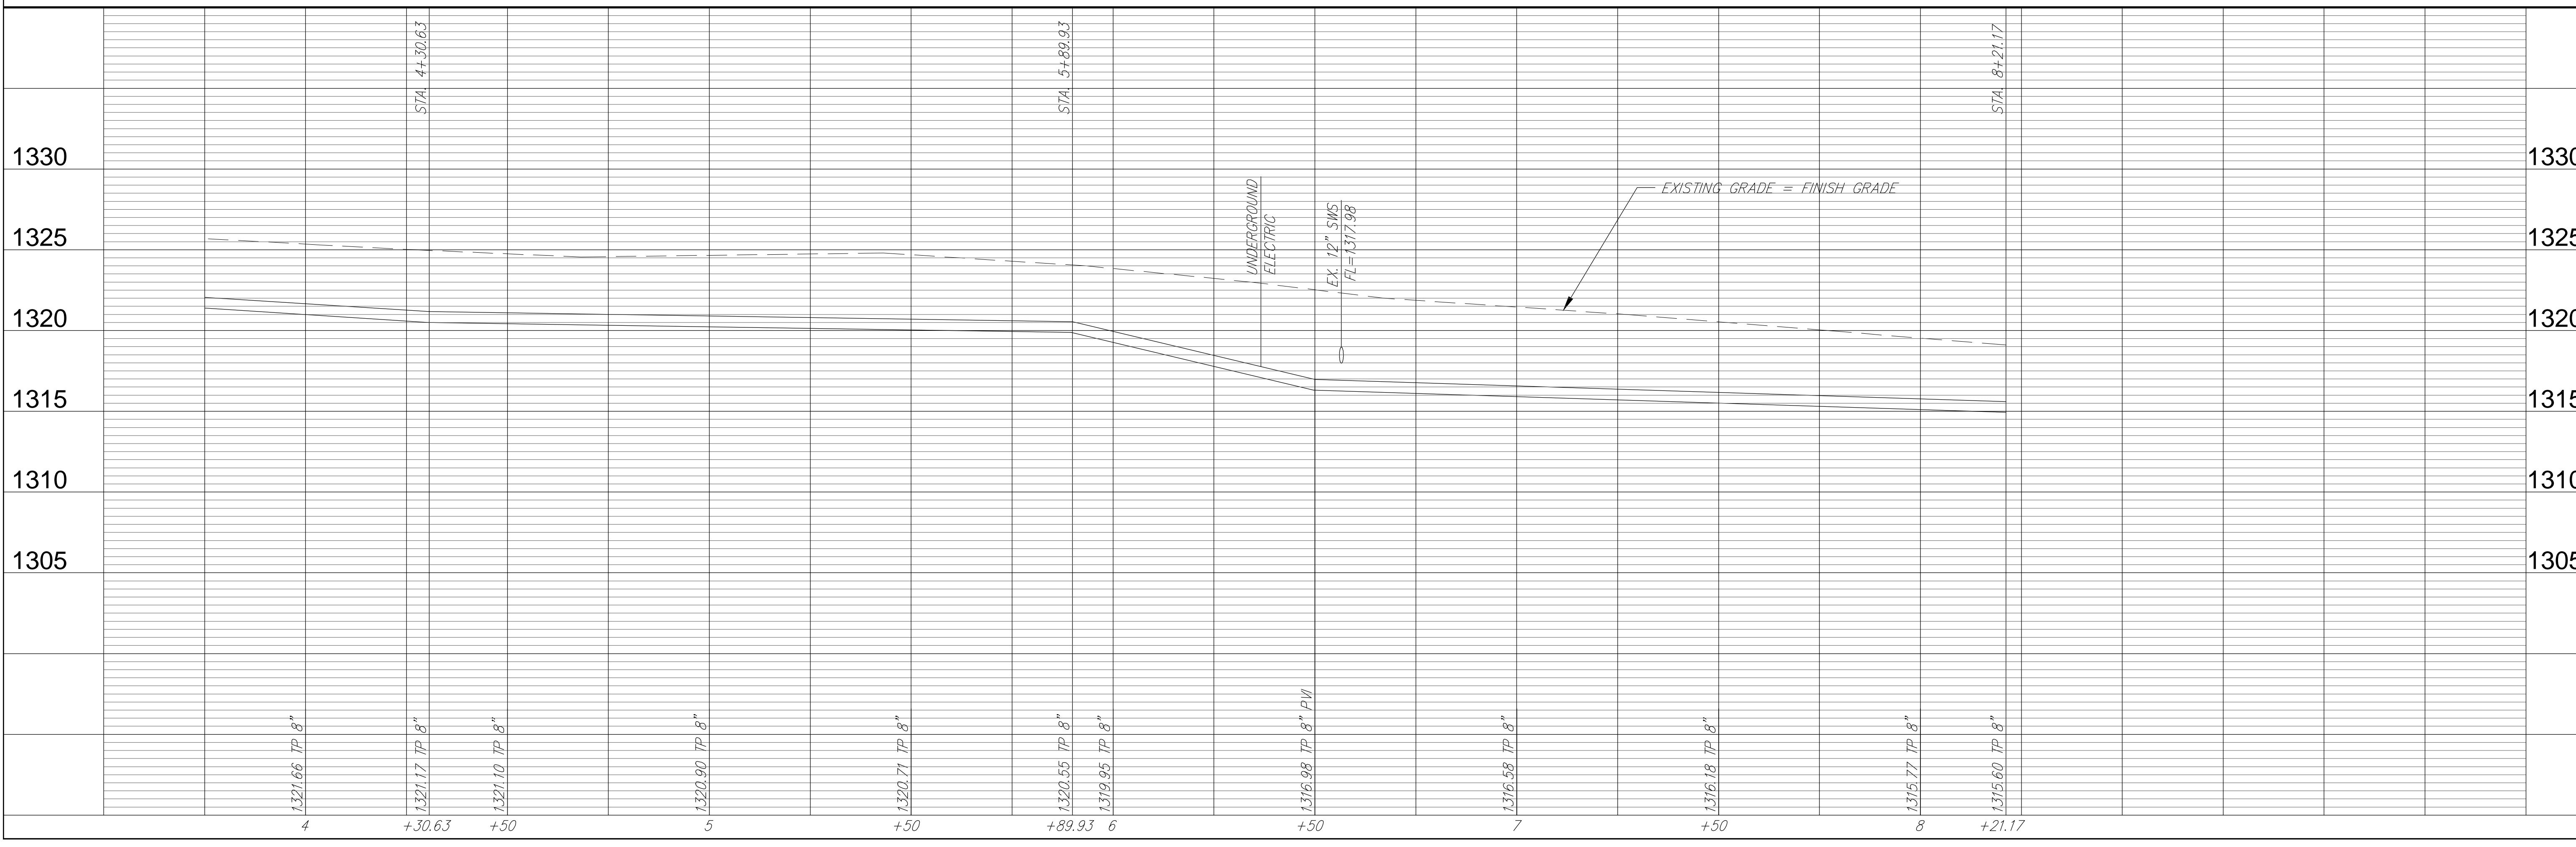 STA. 4+30.63
STA. 5+89.93
STA. 8+21.17
1330
1330
EXISTING GRADE = FINISH GRADE
UNDERGROUND
ELECTRIC
EX. 12" SWS
FL=1317.98
1325
1325
1320
1320
1315
1315
1310
1310
1305
1305
1321.66 TP 8"
1321.17 TP 8"
1321.10 TP 8"
1320.90 TP 8"
1320.71 TP 8"
1320.55 TP 8"
1319.95 TP 8"
1316.98 TP 8" PVI
1316.58 TP 8"
1316.18 TP 8"
1315.77 TP 8"
1315.60 TP 8"
4 +30.63 +50 5 +50 +89.93 6 +50 7 +50 8 +21.17